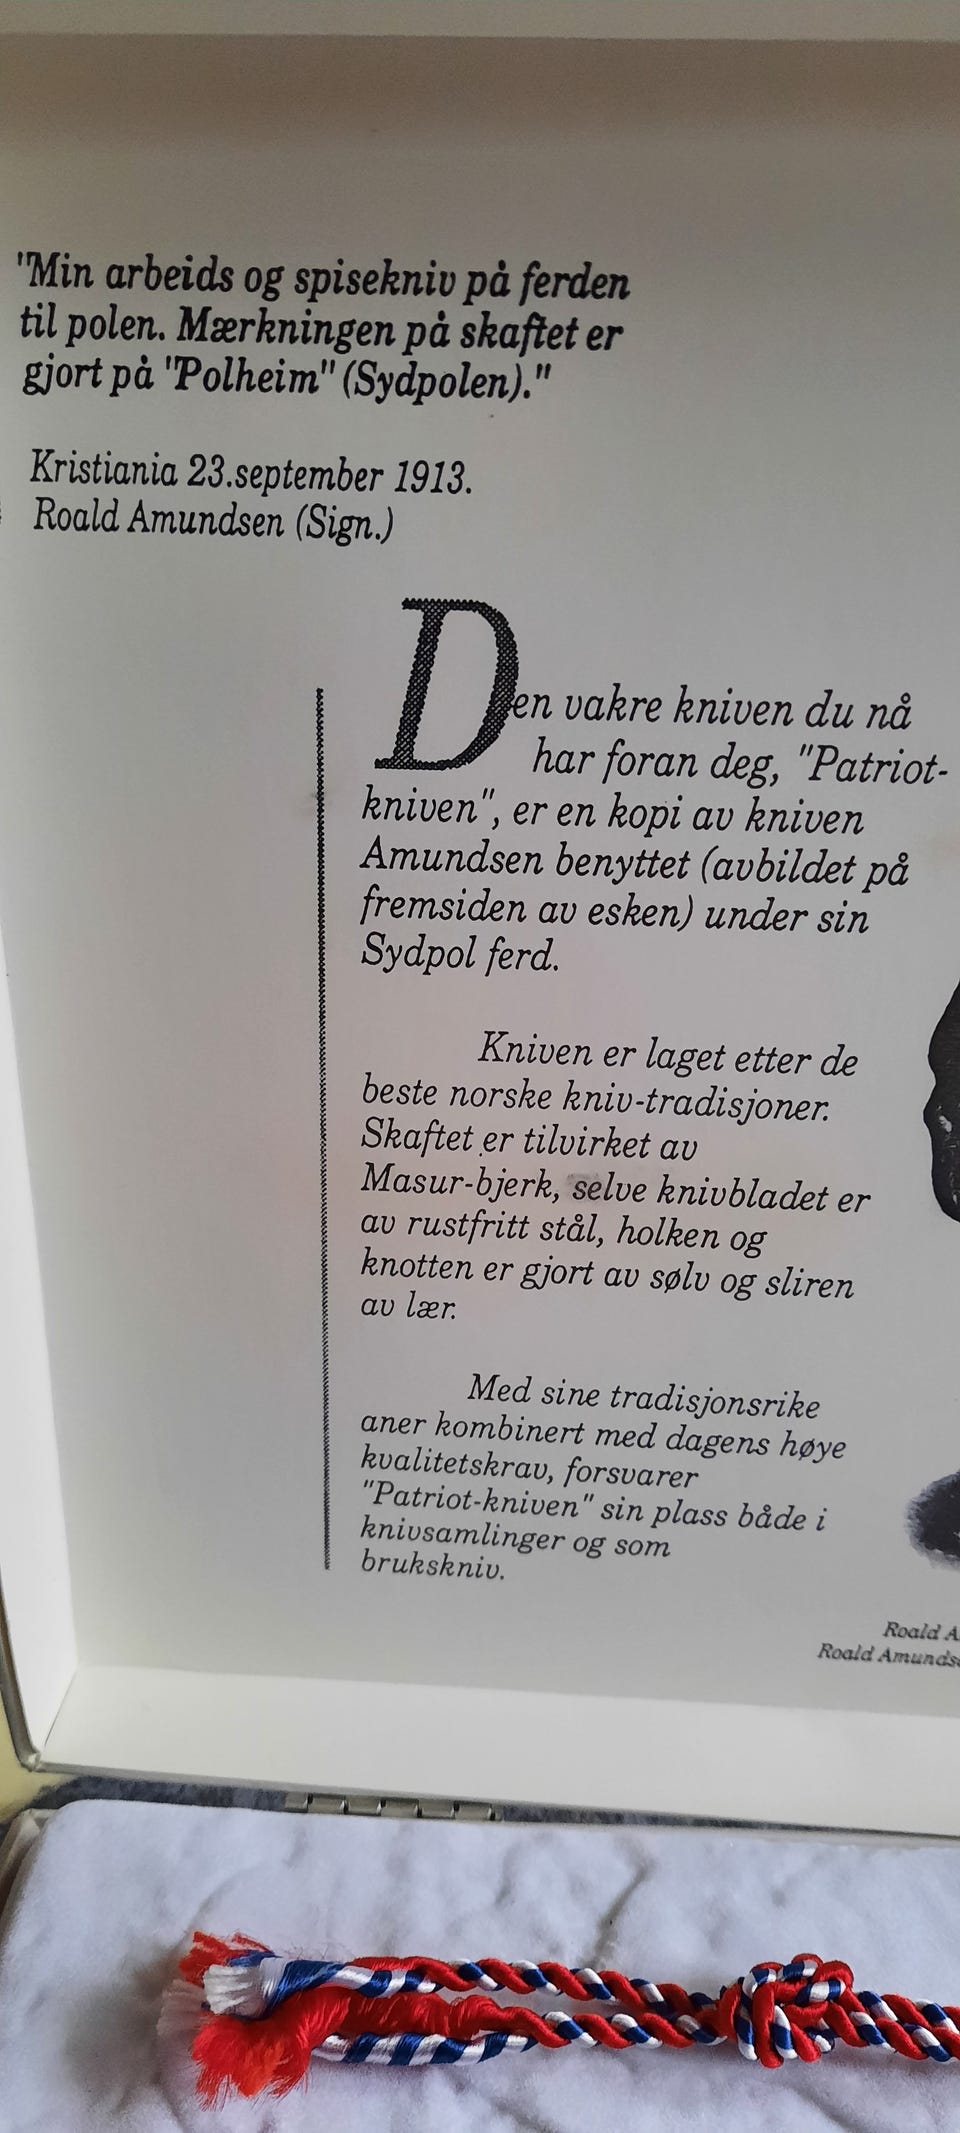 "Min arbeids og spisekniv på ferden
til polen. Mærkningen på skaftet er
gjort på "Polheim" (Sydpolen)."
Kristiania 23.september 1913.
Roald Amundsen (Sign.)
Den vakre kniven du nå
har foran deg, "Patriot-
kniven", er en kopi av kniven
Amundsen benyttet (avbildet på
fremsiden av esken) under sin
Sydpol ferd.
Kniven er laget etter de
beste norske kniv-tradisjoner.
Skaftet er tilvirket av
Masur-bjerk, selve knivbladet er
av rustfritt stål, holken og
knotten er gjort av sølv og sliren
av lær.
Med sine tradisjonsrike
aner kombinert med dagens høye
kvalitetskrav, forsvarer
"Patriot-kniven" sin plass både i
knivsamlinger og som
brukskniv.
Roald
Roald